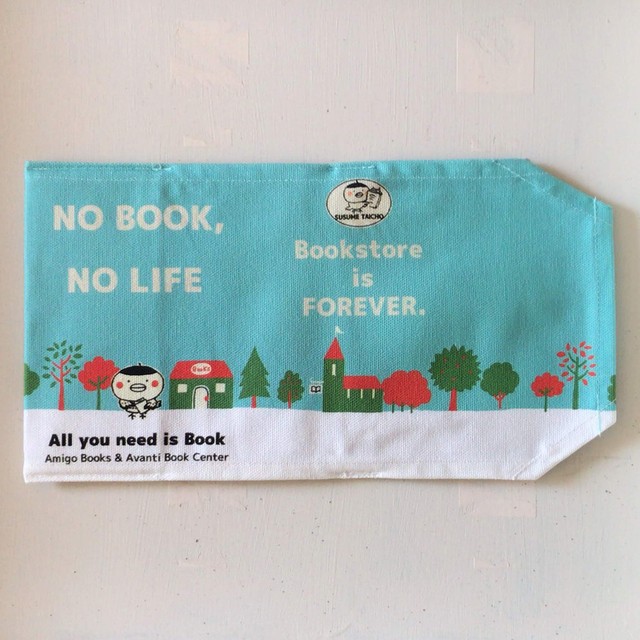 NO BOOK,
NO LIFE
SUSUME TAICHO
Bookstore
is
FOREVER.
BOOKS
All you need is Book
Amigo Books & Avanti Book Center